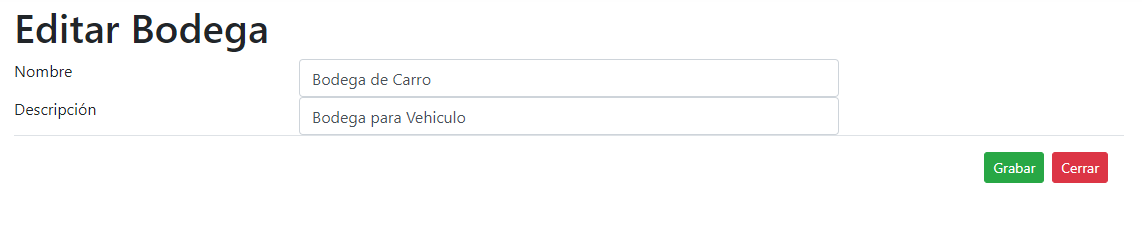 Editar Bodega
Nombre
Bodega de Carro
Descripción
Bodega para Vehiculo
Grabar Cerrar